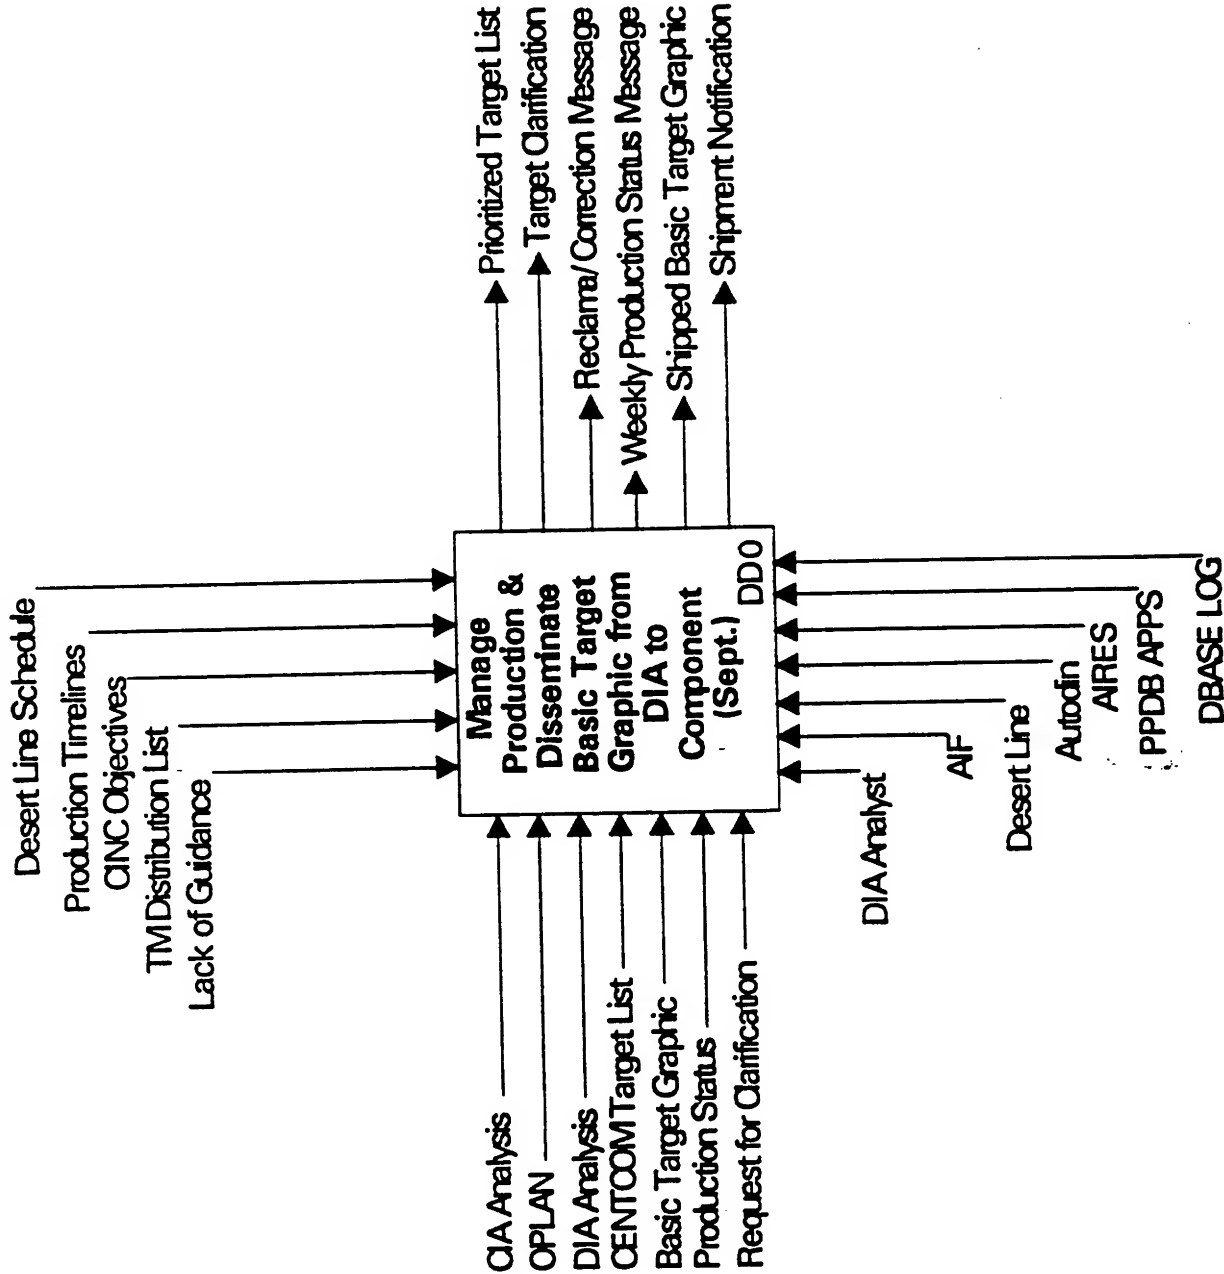 Desert Line Schedule
Production Timelines
CINC Objectives
TM Distribution List
Lack of Guidance
CIA Analysis
OPLAN
DIA Analysis
CENTCOM Target List
Basic Target Graphic
Production Status
Request for Clarification
Manage
Production &
Disseminate
Basic Target
Graphic from
DIA to
Component
(Sept.)
DD0
Prioritized Target List
Target Clarification
Reclama/Correction Message
Weekly Production Status Message
Shipped Basic Target Graphic
Shipment Notification
DIA Analyst
AIF
Desert Line
Autodin
AIRES
PPDB APPS
DBASE LOG